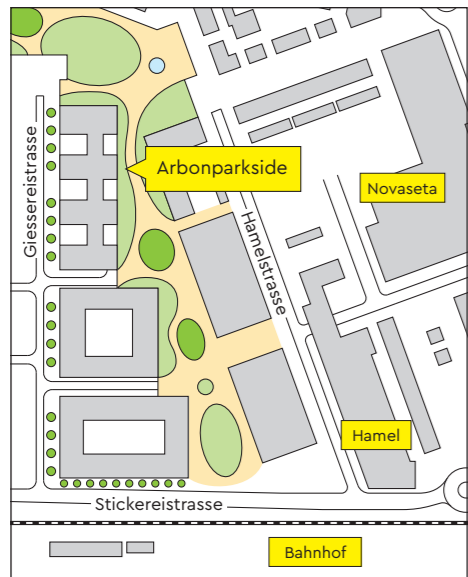 Giessereistrasse
Arbonparkside
Novaseta
Hamelstrasse
Hamel
Stickereistrasse
Bahnhof